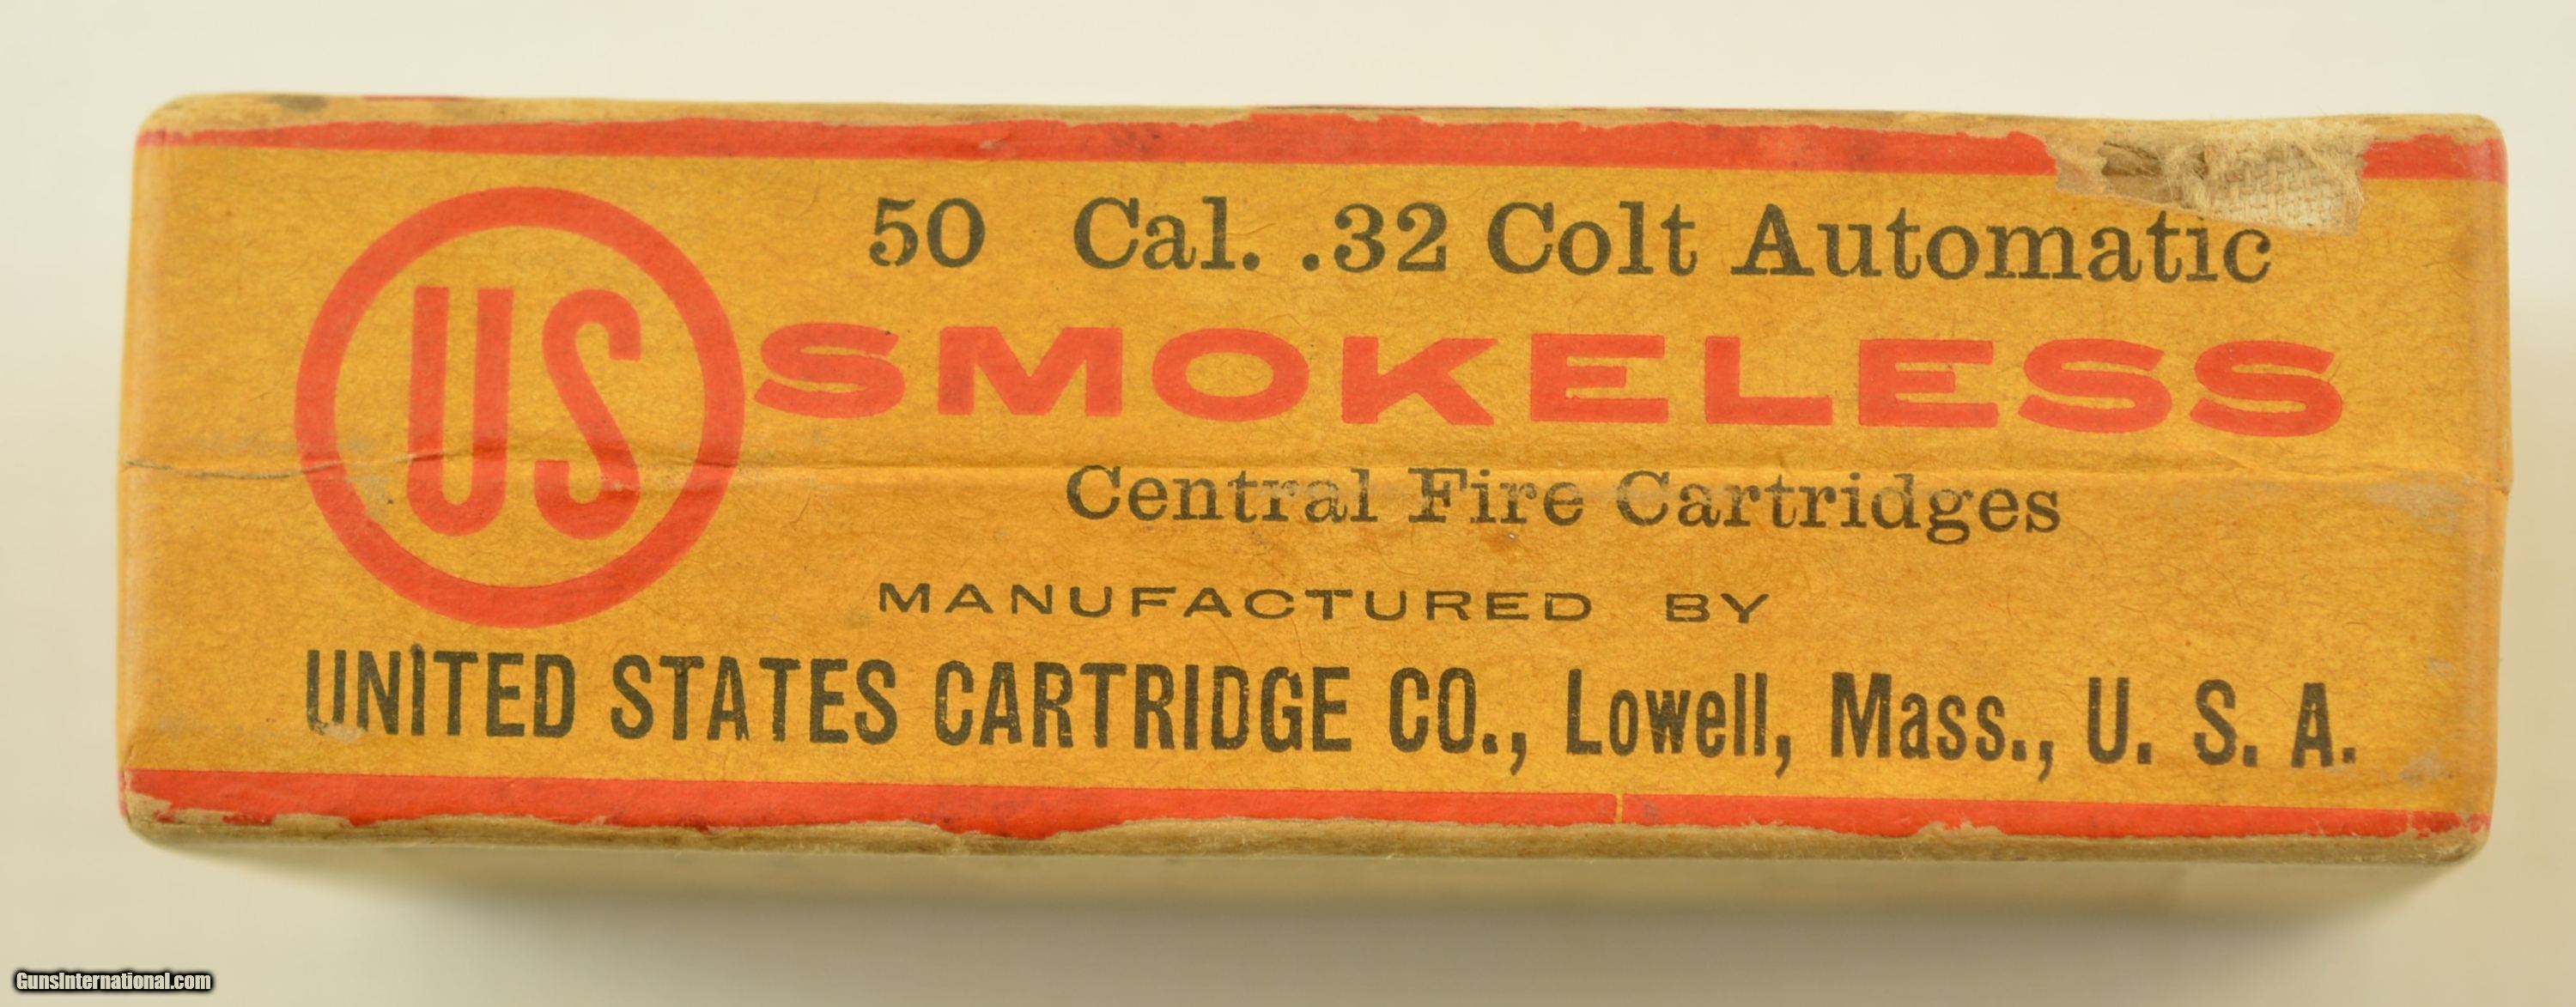 50 Cal. .32 Colt Automatic
US
SMOKELESS
Central Fire Cartridges
MANUFACTURED BY
UNITED STATES CARTRIDGE CO., Lowell, Mass., U. S. A.
GunsInternational.com